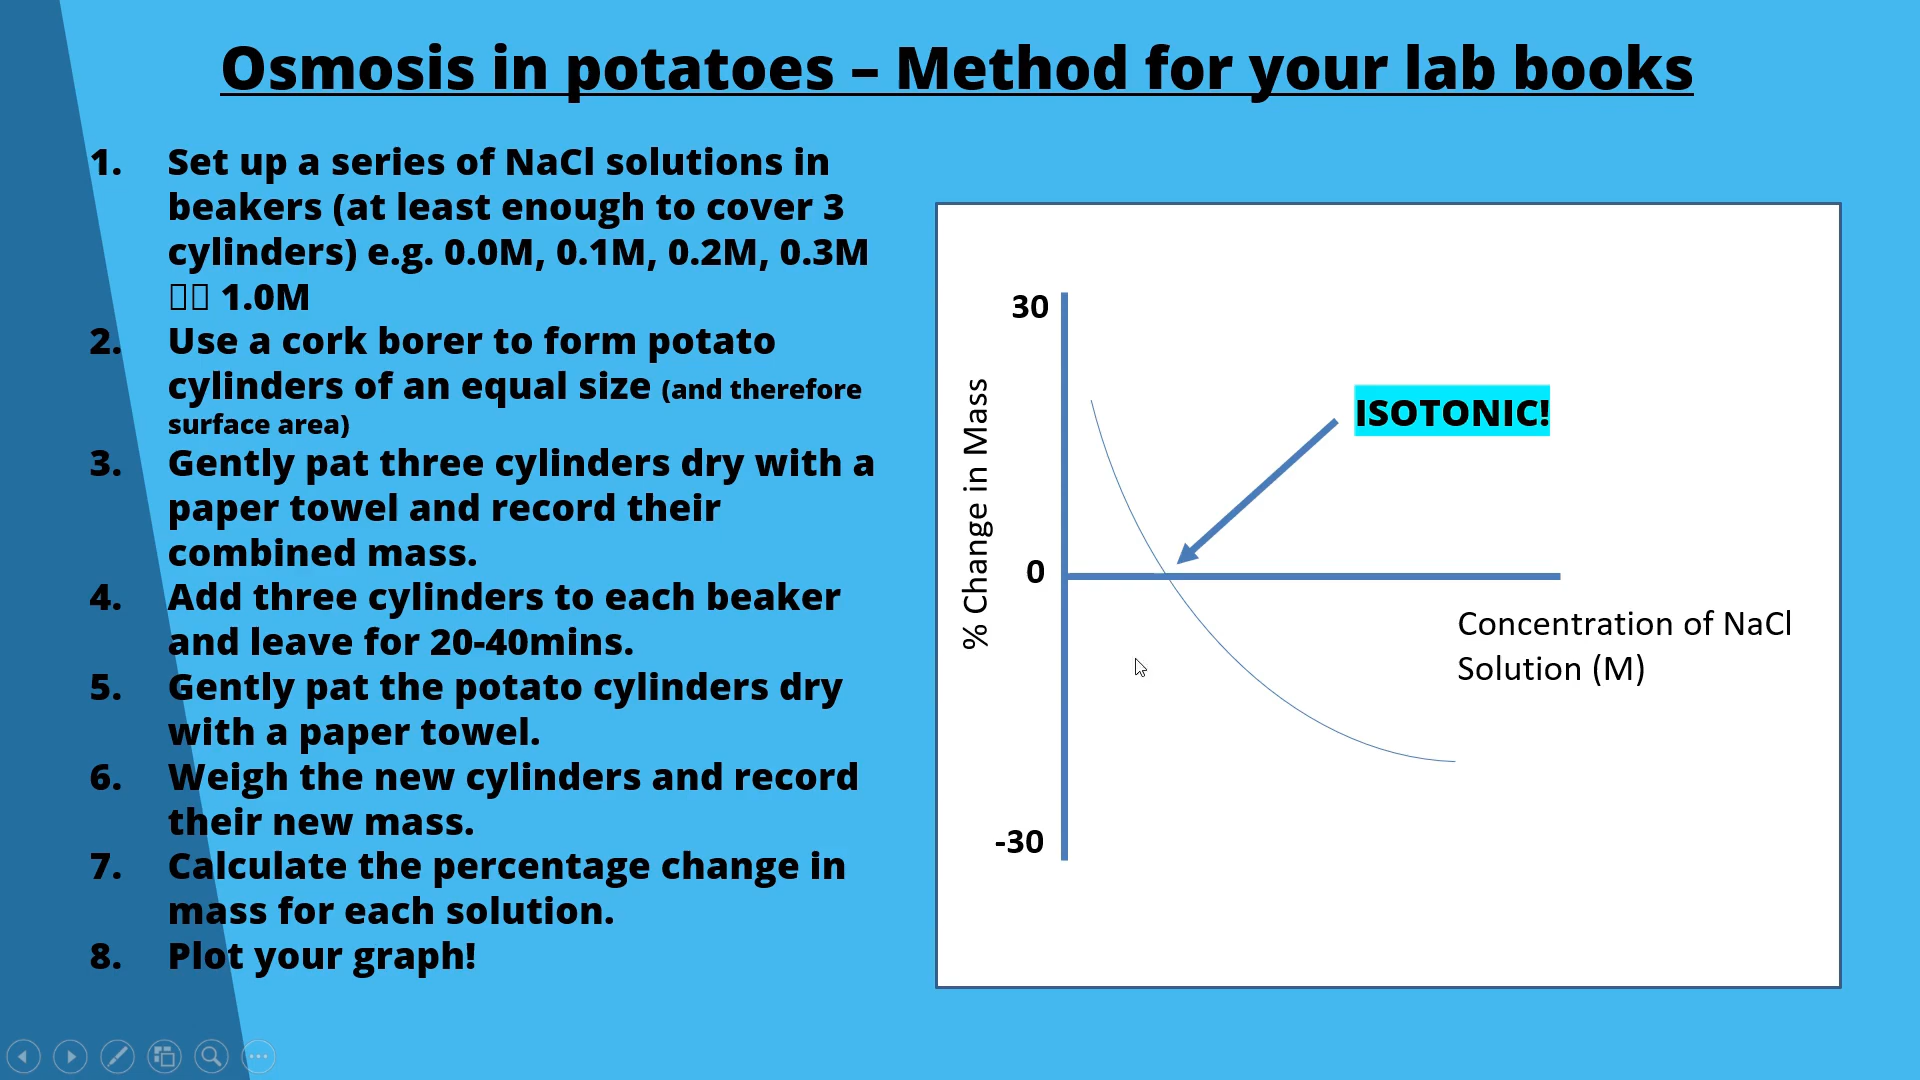 Osmosis in potatoes – Method for your lab books
1. Set up a series of NaCl solutions in
beakers (at least enough to cover 3
cylinders) e.g. 0.0M, 0.1M, 0.2M, 0.3M
1.0M
2. Use a cork borer to form potato
cylinders of an equal size (and therefore
surface area)
3. Gently pat three cylinders dry with a
paper towel and record their
combined mass.
4. Add three cylinders to each beaker
and leave for 20-40mins.
5. Gently pat the potato cylinders dry
with a paper towel.
6. Weigh the new cylinders and record
their new mass.
7. Calculate the percentage change in
mass for each solution.
8. Plot your graph!
30
ISOTONIC!
% Change in Mass
0
Concentration of NaCl
Solution (M)
-30